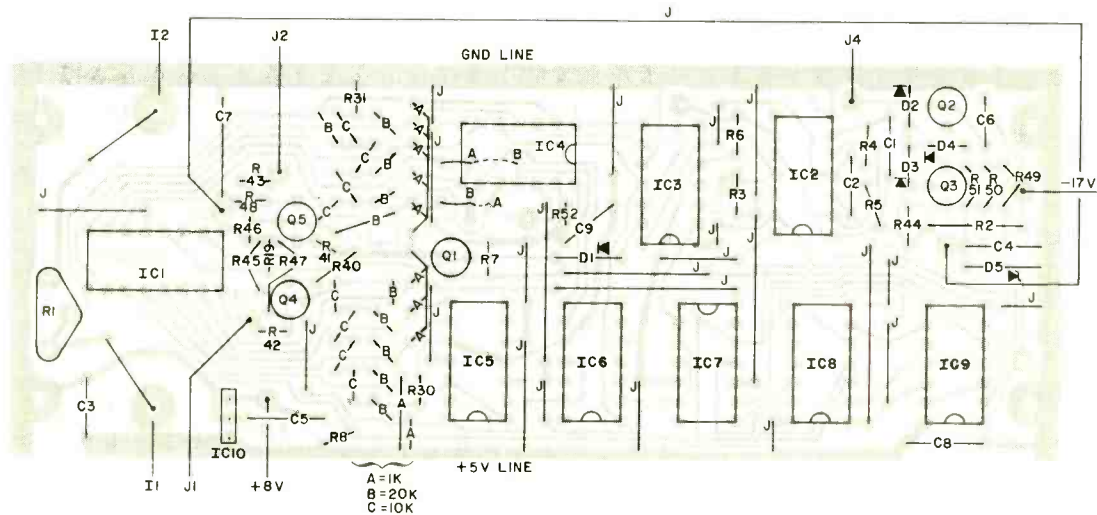 J
I2
J2
GND LINE
J4
C7
R31
J
J
J
R6
J
D2
Q2
C6
B
C
B
A
A
A
A
A
A
B
IC4
IC3
IC2
R4
C1
D4
R
43
C
B
B
A
D3
Q3
R
51
R
50
R49
-17V
R
48
C
R3
C2
R5
J
R46
Q5
C
B
R52
C9
J
R44
R2
R45
R19
R47
R
41
R40
Q1
R7
J
D1
J
J
C4
IC1
D5
R1
Q4
C
B
A
A
A
J
J
J
J
R
42
J
C
B
IC5
IC6
IC7
IC8
IC9
C
B
C
B
R30
C3
C
B
A
J
J
J
J
C5
B
A
R8
J
C8
IC10
I1
J1
+8V
+5V LINE
A=1K
B=20K
C=10K